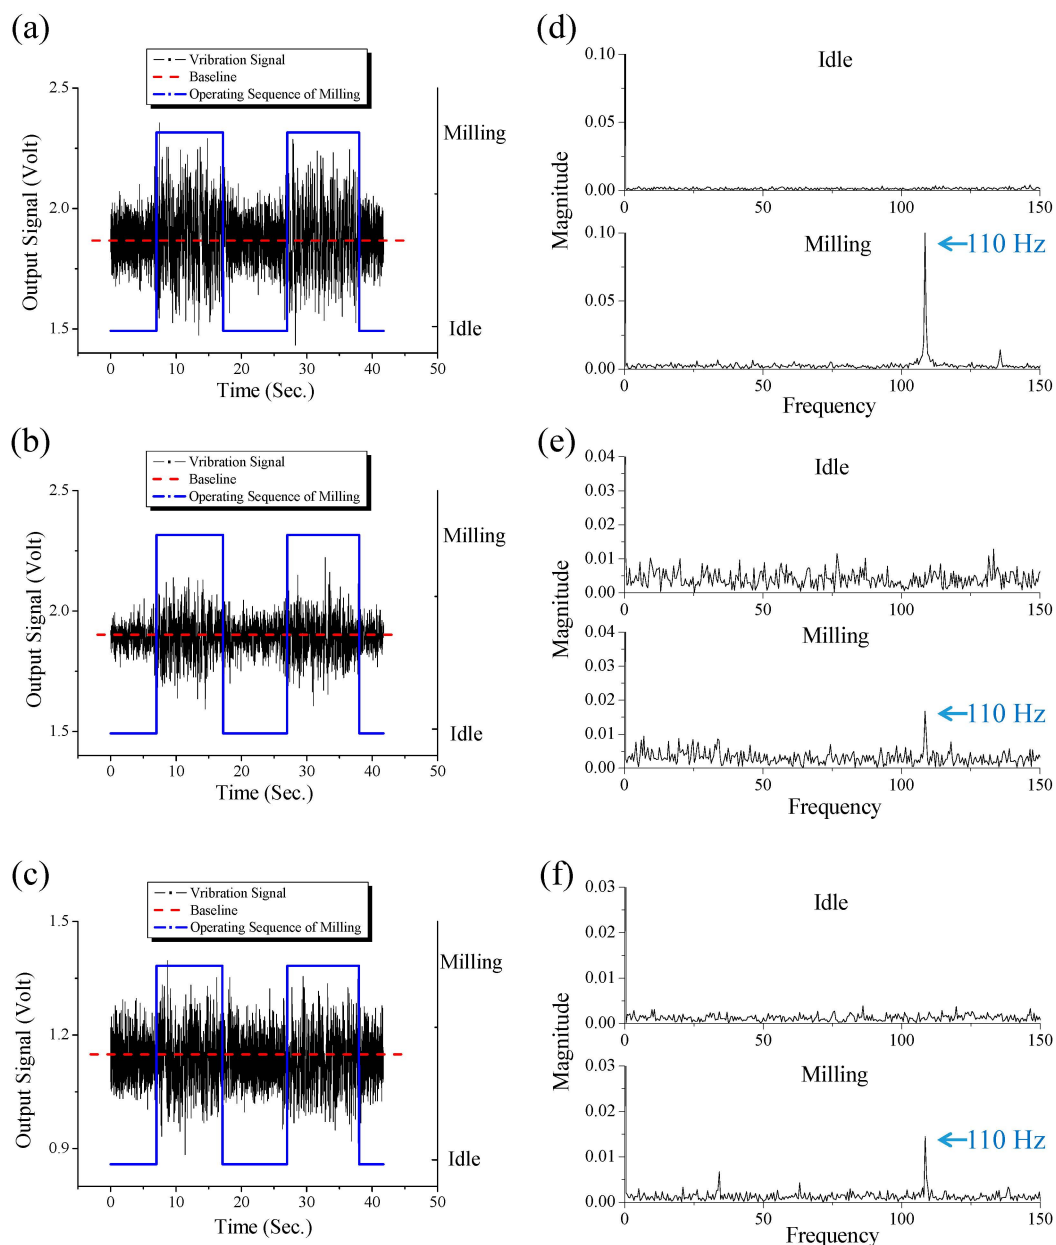 (a)
Vribration Signal
Baseline
Operating Sequence of Milling
2.5
2.0
1.5
Output Signal (Volt)
Milling
Idle
0 10 20 30 40 50
Time (Sec.)
(d)
Idle
0.10
0.05
0.00
0 50 100 150
Magnitude
Milling
110 Hz
0.10
0.05
0.00
0 50 100 150
Frequency
(b)
Vribration Signal
Baseline
Operating Sequence of Milling
2.5
2.0
1.5
Output Signal (Volt)
Milling
Idle
0 10 20 30 40 50
Time (Sec.)
(e)
Idle
0.04
0.03
0.02
0.01
0.00
0 50 100 150
Magnitude
Milling
110 Hz
0.04
0.03
0.02
0.01
0.00
0 50 100 150
Frequency
(c)
Vribration Signal
Baseline
Operating Sequence of Milling
1.5
1.2
0.9
Output Signal (Volt)
Milling
Idle
0 10 20 30 40 50
Time (Sec.)
(f)
Idle
0.03
0.02
0.01
0.00
0 50 100 150
Magnitude
Milling
110 Hz
0.03
0.02
0.01
0.00
0 50 100 150
Frequency